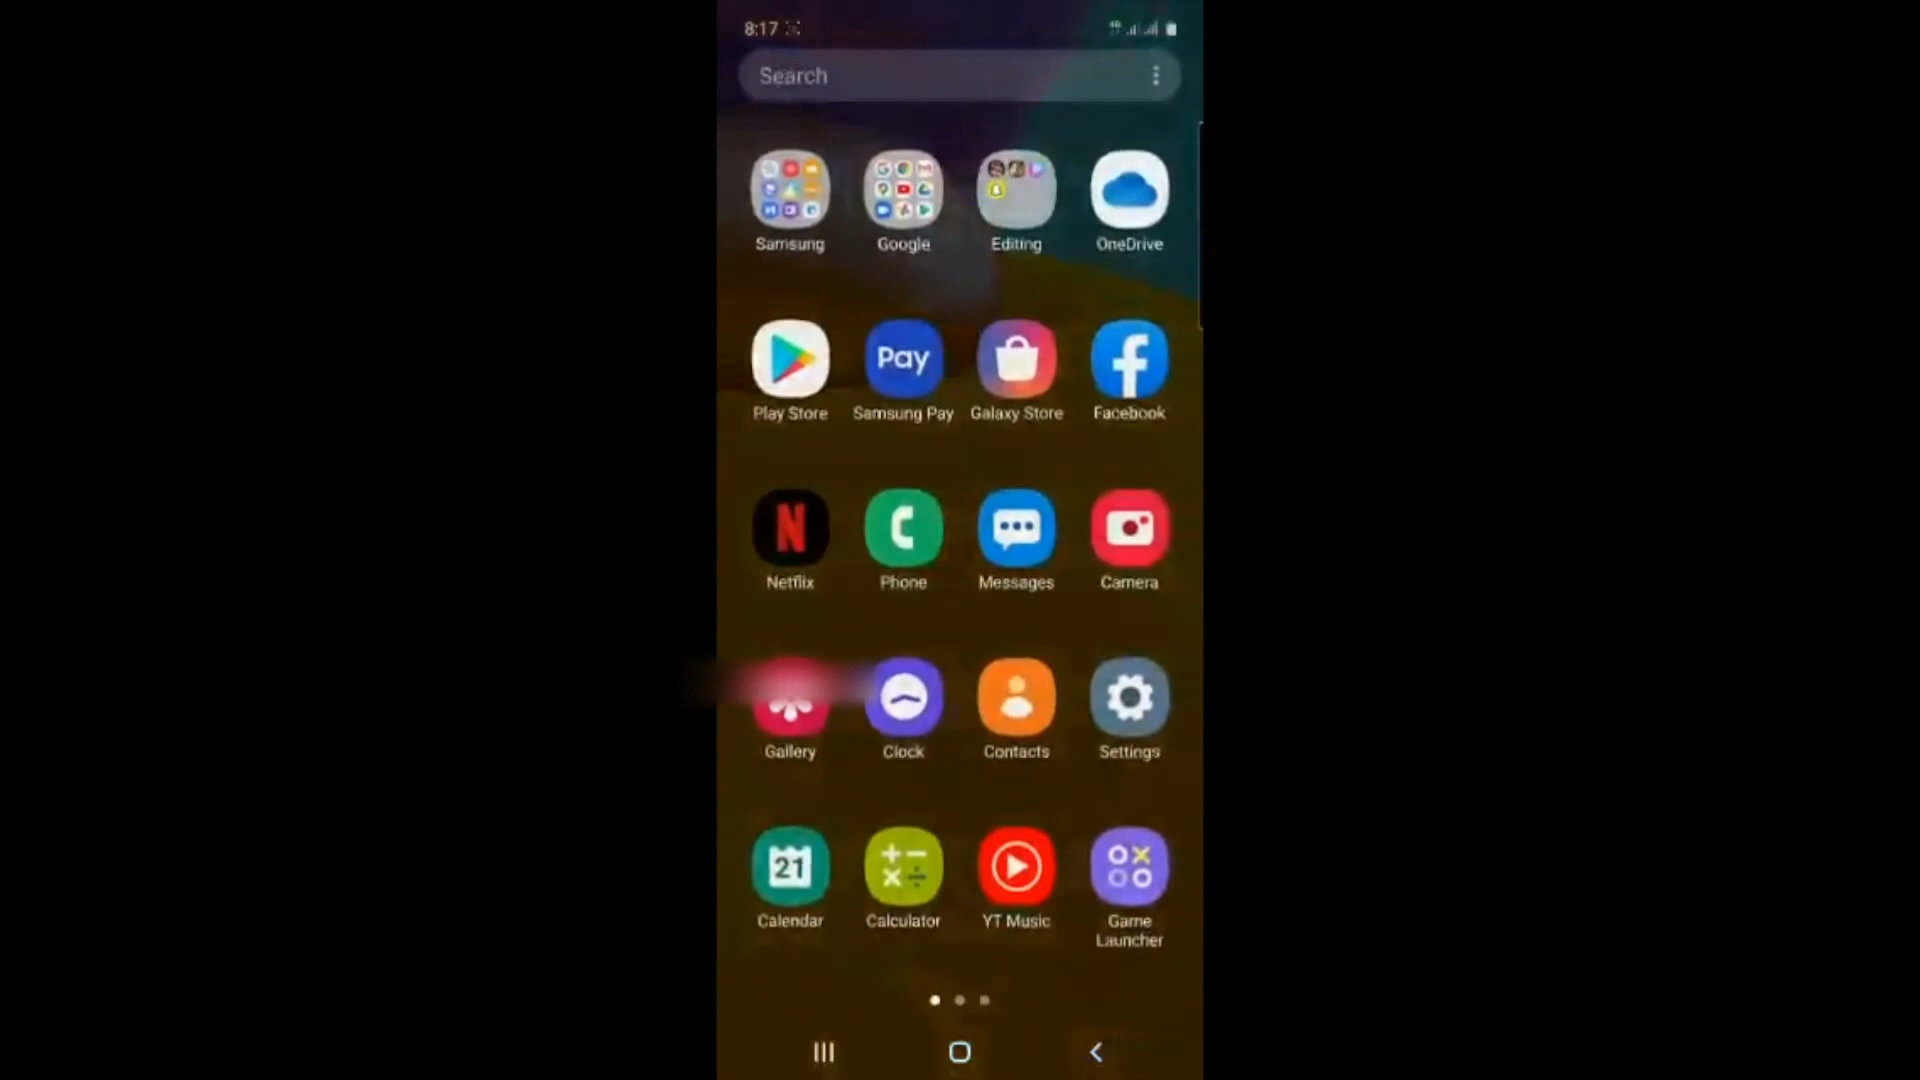 8:17
Search
Samsung Google Editing OneDrive
Pay
Play Store Samsung Pay Galaxy Store Facebook
Netflix Phone Messages Camera
Gallery Clock Contacts Settings
21
Calendar Calculator YT Music Game Launcher